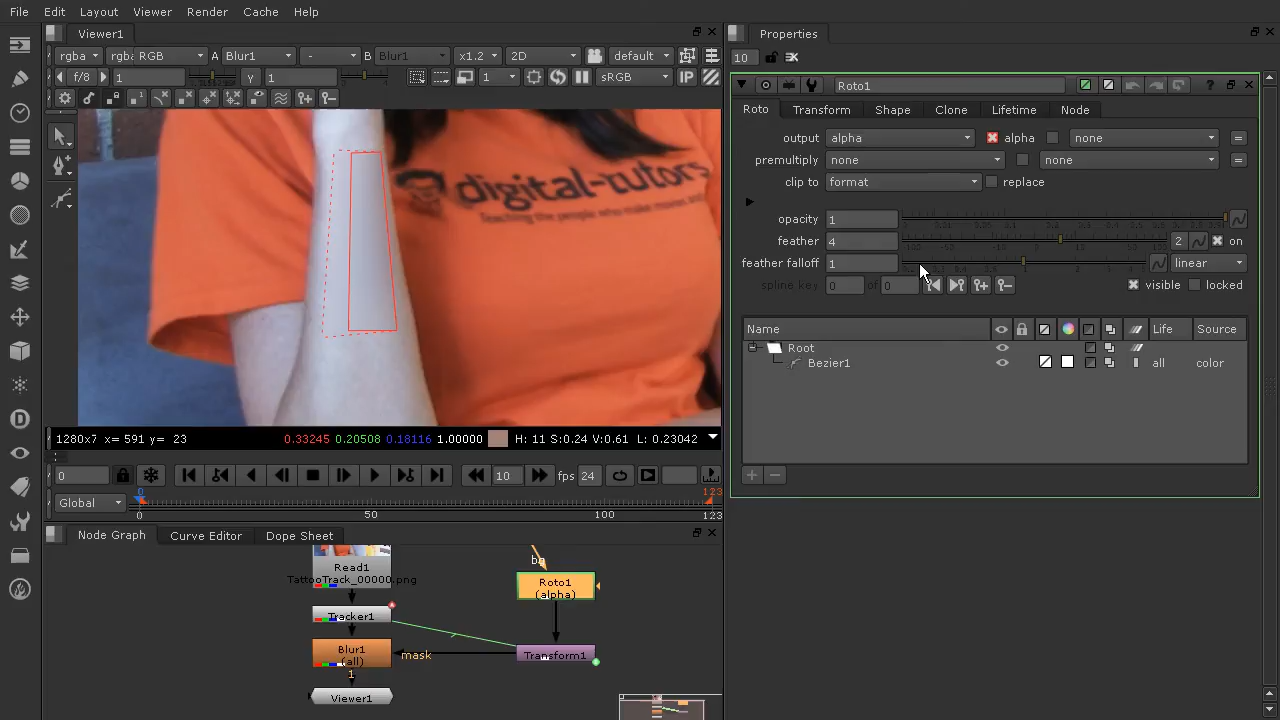 File Edit Layout Viewer Render Cache Help
Viewer1
Properties
rgba rgb RGB A Blur1 - B Blur1 x1.2 2D default
10
f/8 1 γ 1 1 sRGB IP
Roto1 ?
Roto Transform Shape Clone Lifetime Node
output alpha alpha none =
premultiply none none =
clip to format replace
opacity 1
feather 4 2 on
feather falloff 1 linear
spline key 0 of 0 visible locked
Name Life Source
Root
Bezier1 all color
digital-tutors
1280x7 x= 591 y= 23 0.33245 0.20508 0.18116 1.00000 H: 11 S:0.24 V:0.61 L: 0.23042
0 10 fps 24
Global 0 123
0 50 100 123
Node Graph Curve Editor Dope Sheet
bg
Read1
TattooTrack_00000.png
Roto1
(alpha)
Tracker1
Blur1
(all)
mask
Transform1
1
Viewer1